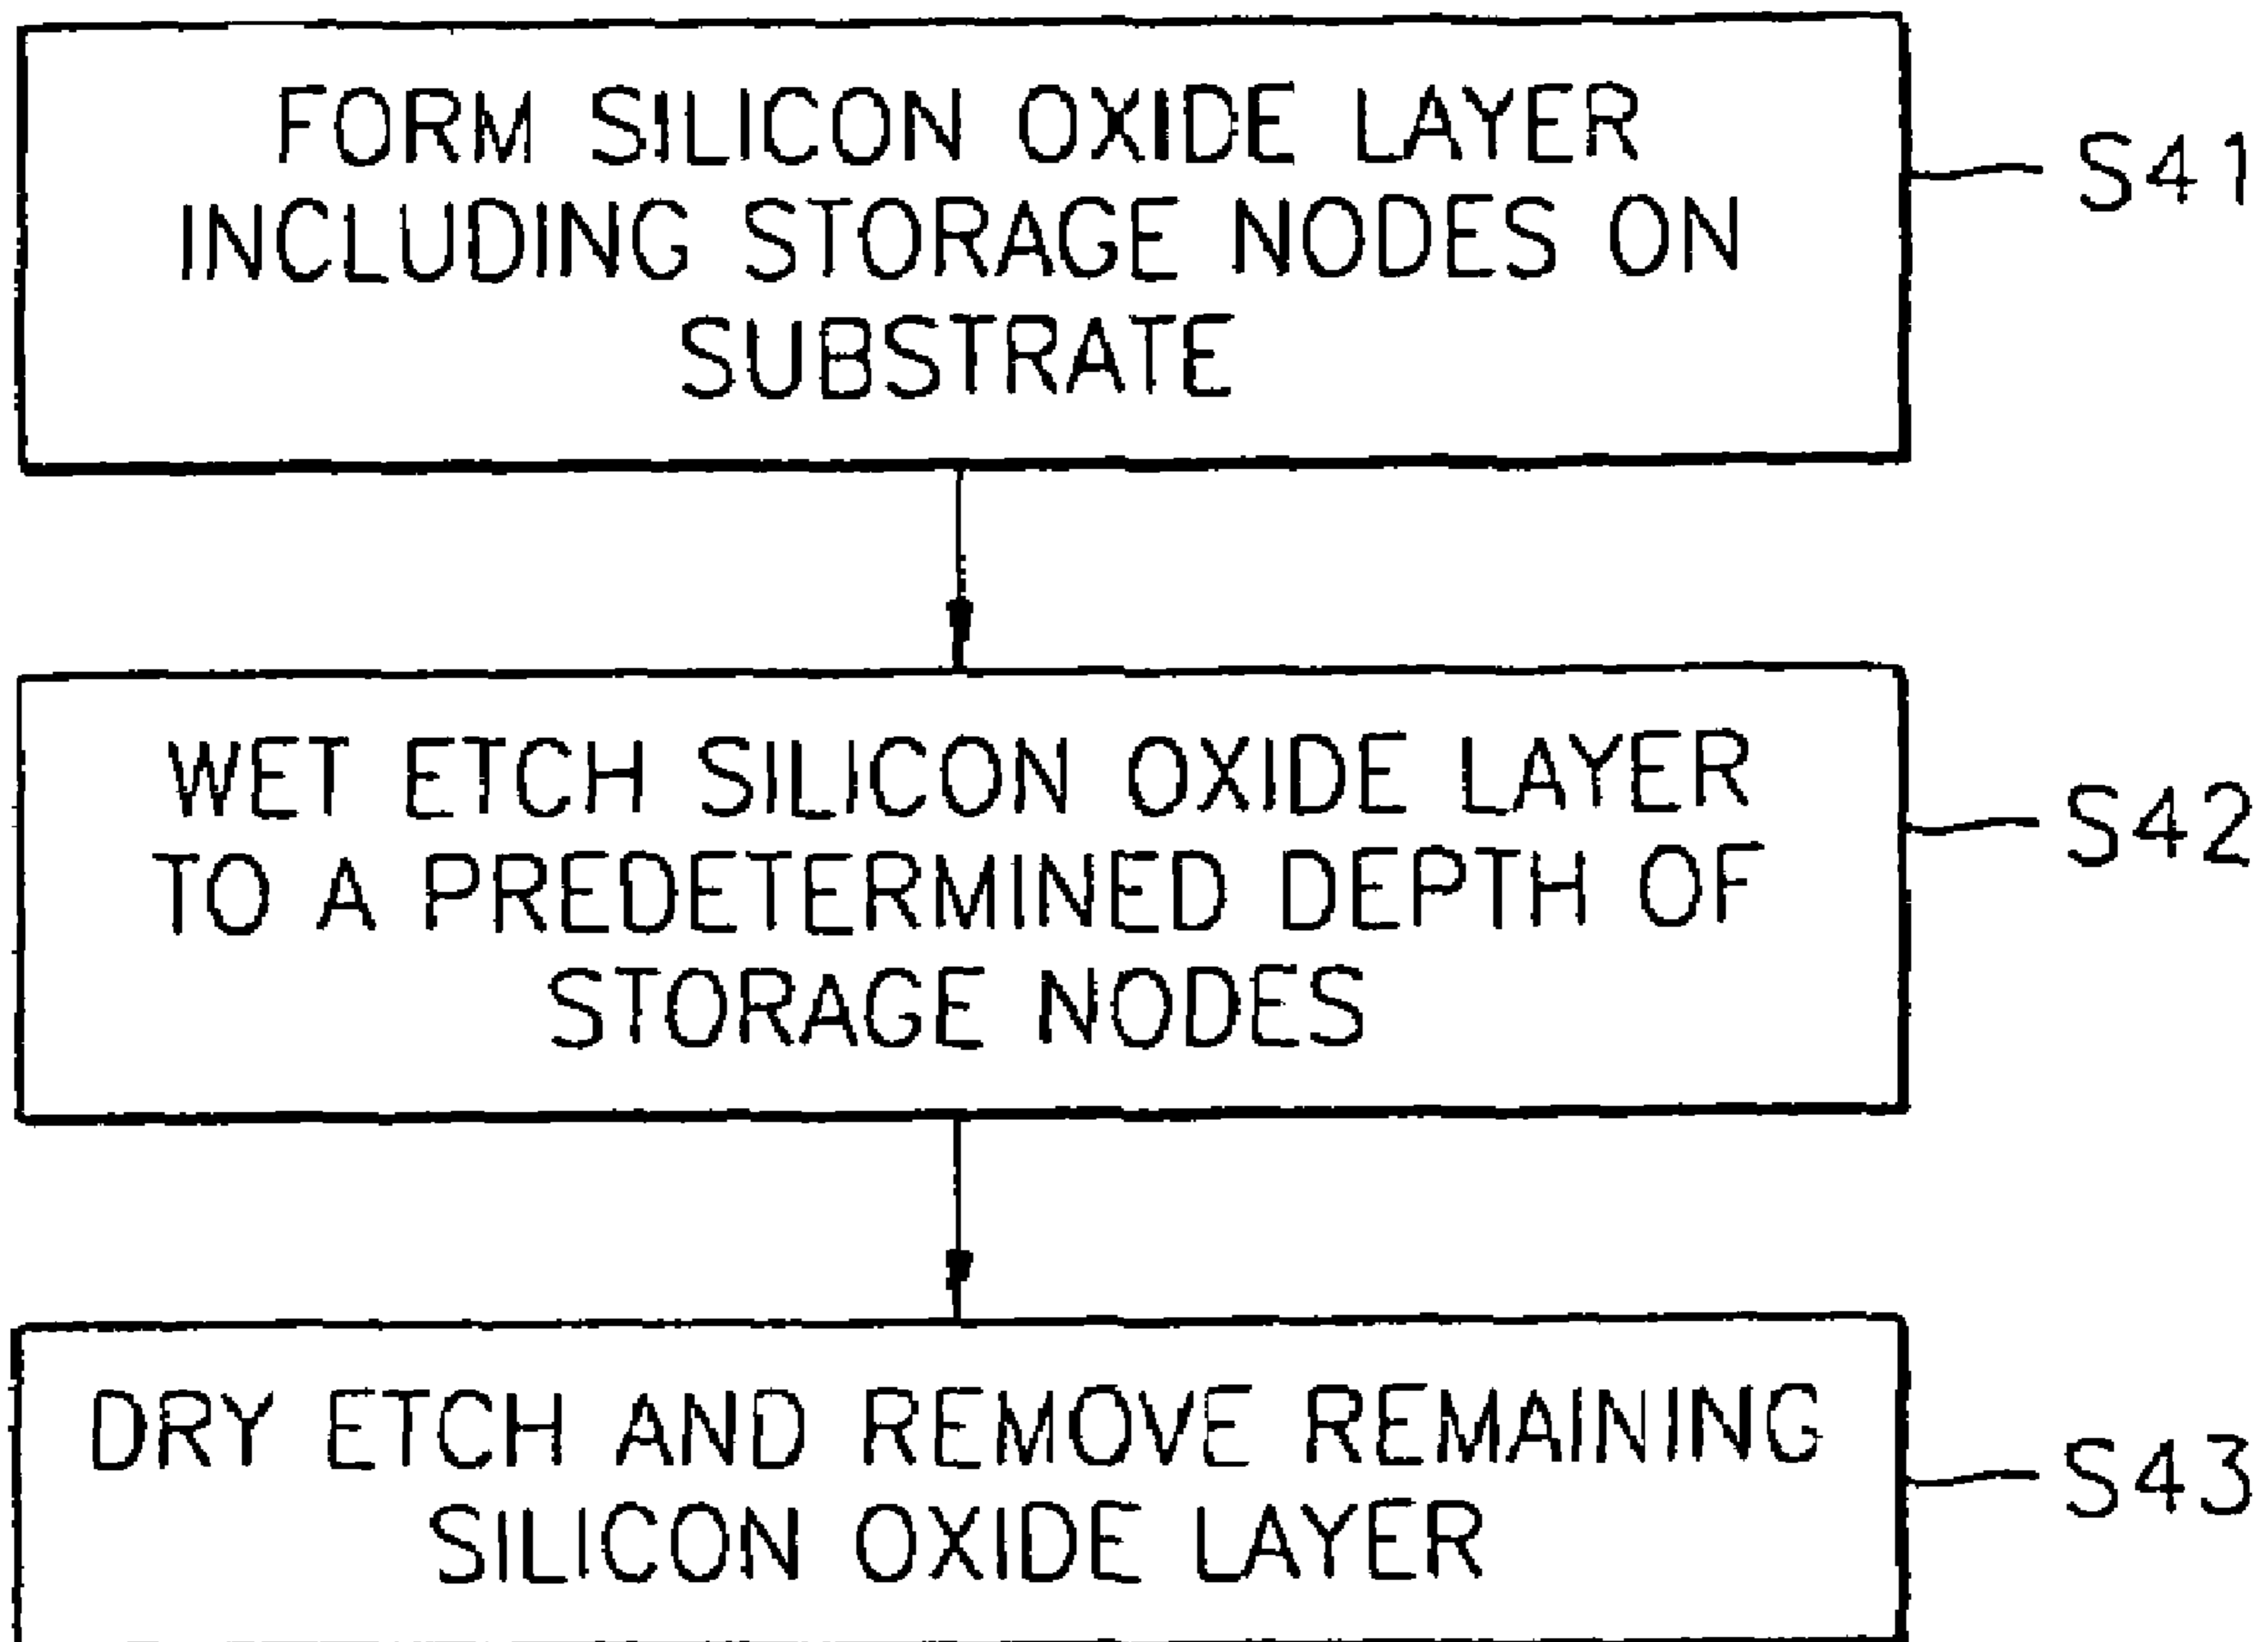 FORM SILICON OXIDE LAYER
INCLUDING STORAGE NODES ON
SUBSTRATE
S41
WET ETCH SILICON OXIDE LAYER
TO A PREDETERMINED DEPTH OF
STORAGE NODES
S42
DRY ETCH AND REMOVE REMAINING
SILICON OXIDE LAYER
S43